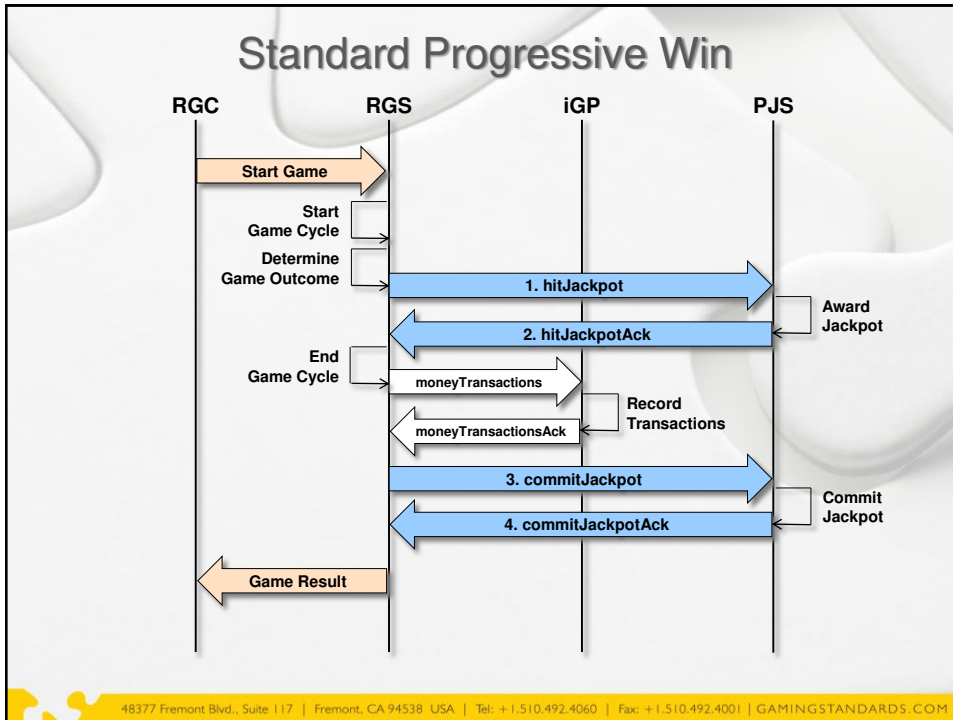 Standard Progressive Win
RGC RGS iGP PJS
Start Game
Start
Game Cycle
Determine
Game Outcome
1. hitJackpot
Award
Jackpot
2. hitJackpotAck
End
Game Cycle
moneyTransactions
Record
Transactions
moneyTransactionsAck
3. commitJackpot
Commit
Jackpot
4. commitJackpotAck
Game Result
48377 Fremont Blvd., Suite 117 | Fremont, CA 94538 USA | Tel: +1.510.492.4060 | Fax: +1.510.492.4001 | GAMINGSTANDARDS.COM